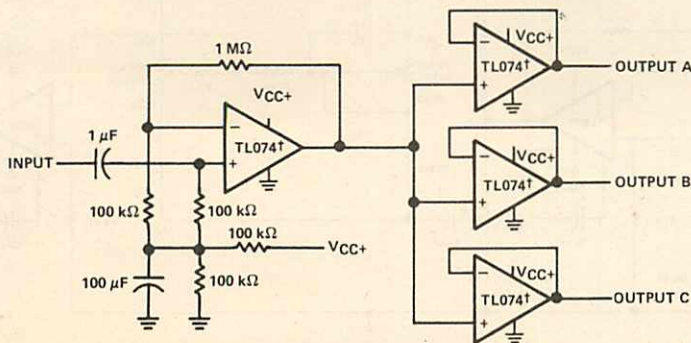 1 MΩ
VCC+
1 μF
INPUT
TL074†
−
+
100 kΩ
100 kΩ
100 kΩ
VCC+
100 μF
100 kΩ
VCC+
−
TL074†
+
OUTPUT A
VCC+
−
TL074†
+
OUTPUT B
VCC+
−
TL074†
+
OUTPUT C